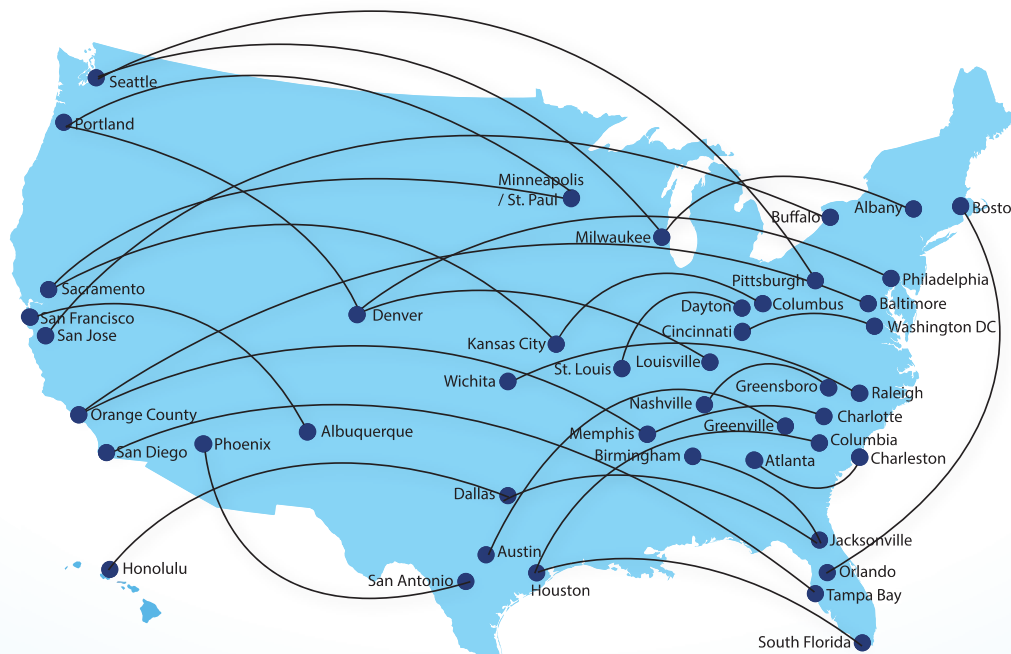 Seattle
Portland
Minneapolis
/ St. Paul
Milwaukee
Buffalo
Albany
Bosto
Sacramento
San Francisco
San Jose
Denver
Kansas City
Pittsburgh
Philadelphia
Dayton
Columbus
Baltimore
Cincinnati
Washington DC
St. Louis
Louisville
Wichita
Greensboro
Raleigh
Nashville
Orange County
Charlotte
Greenville
Memphis
Albuquerque
Phoenix
San Diego
Columbia
Birmingham
Atlanta
Charleston
Dallas
Jacksonville
Austin
Honolulu
San Antonio
Houston
Orlando
Tampa Bay
South Florida